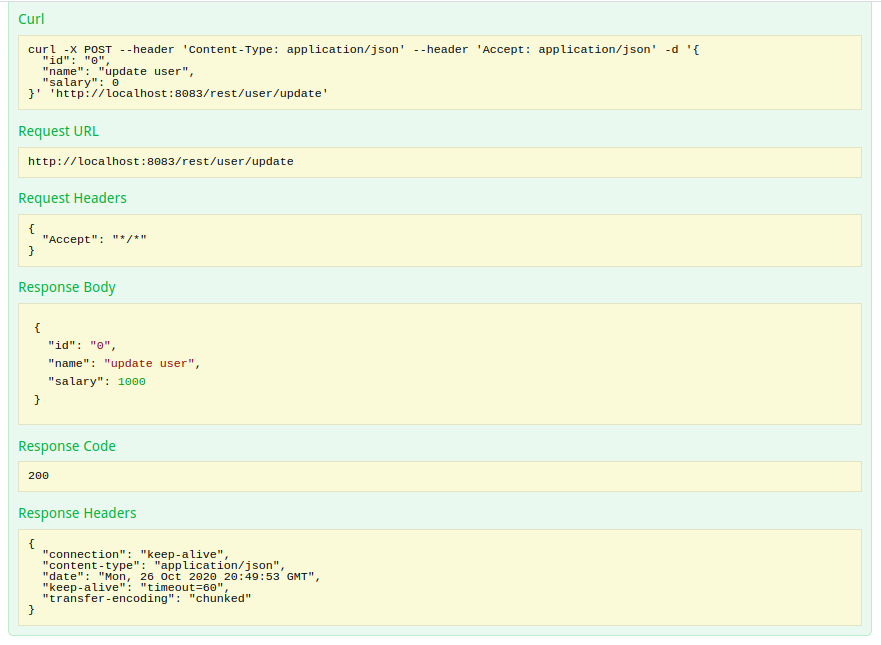 Curl
curl -X POST --header 'Content-Type: application/json' --header 'Accept: application/json' -d '{
  "id": "0",
  "name": "update user",
  "salary": 0
}' 'http://localhost:8083/rest/user/update'
Request URL
http://localhost:8083/rest/user/update
Request Headers
{
  "Accept": "*/*"
}
Response Body
{
  "id": "0",
  "name": "update user",
  "salary": 1000
}
Response Code
200
Response Headers
{
  "connection": "keep-alive",
  "content-type": "application/json",
  "date": "Mon, 26 Oct 2020 20:49:53 GMT",
  "keep-alive": "timeout=60",
  "transfer-encoding": "chunked"
}